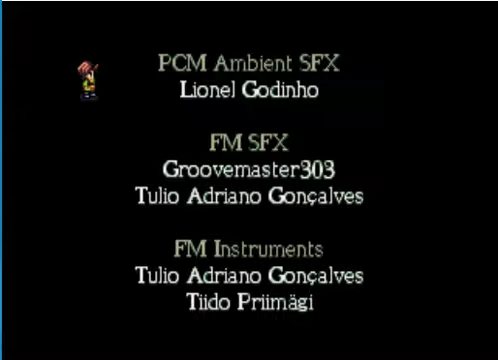 PCM Ambient SFX
Lionel Godinho
FM SFX
Groovemaster303
Tulio Adriano Gonçalves
FM Instruments
Tulio Adriano Gonçalves
Tiido Priimägi